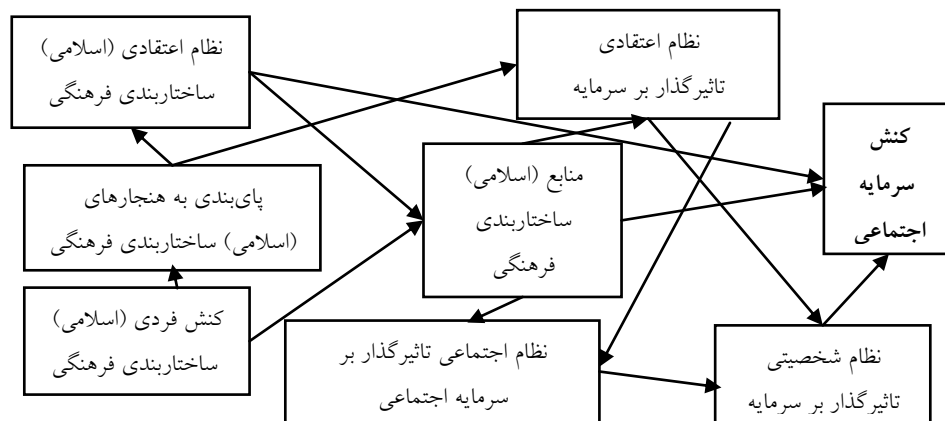 نظام اعتقادی (اسلامی)
ساختاربندی فرهنگی
نظام اعتقادی
تاثیرگذار بر سرمایه
کنش
سرمایه
اجتماعی
منابع (اسلامی)
ساختاربندی
فرهنگی
پای‌بندی به هنجارهای
(اسلامی) ساختاربندی فرهنگی
کنش فردی (اسلامی)
ساختاربندی فرهنگی
نظام اجتماعی تاثیرگذار بر
سرمایه اجتماعی
نظام شخصیتی
تاثیرگذار بر سرمایه